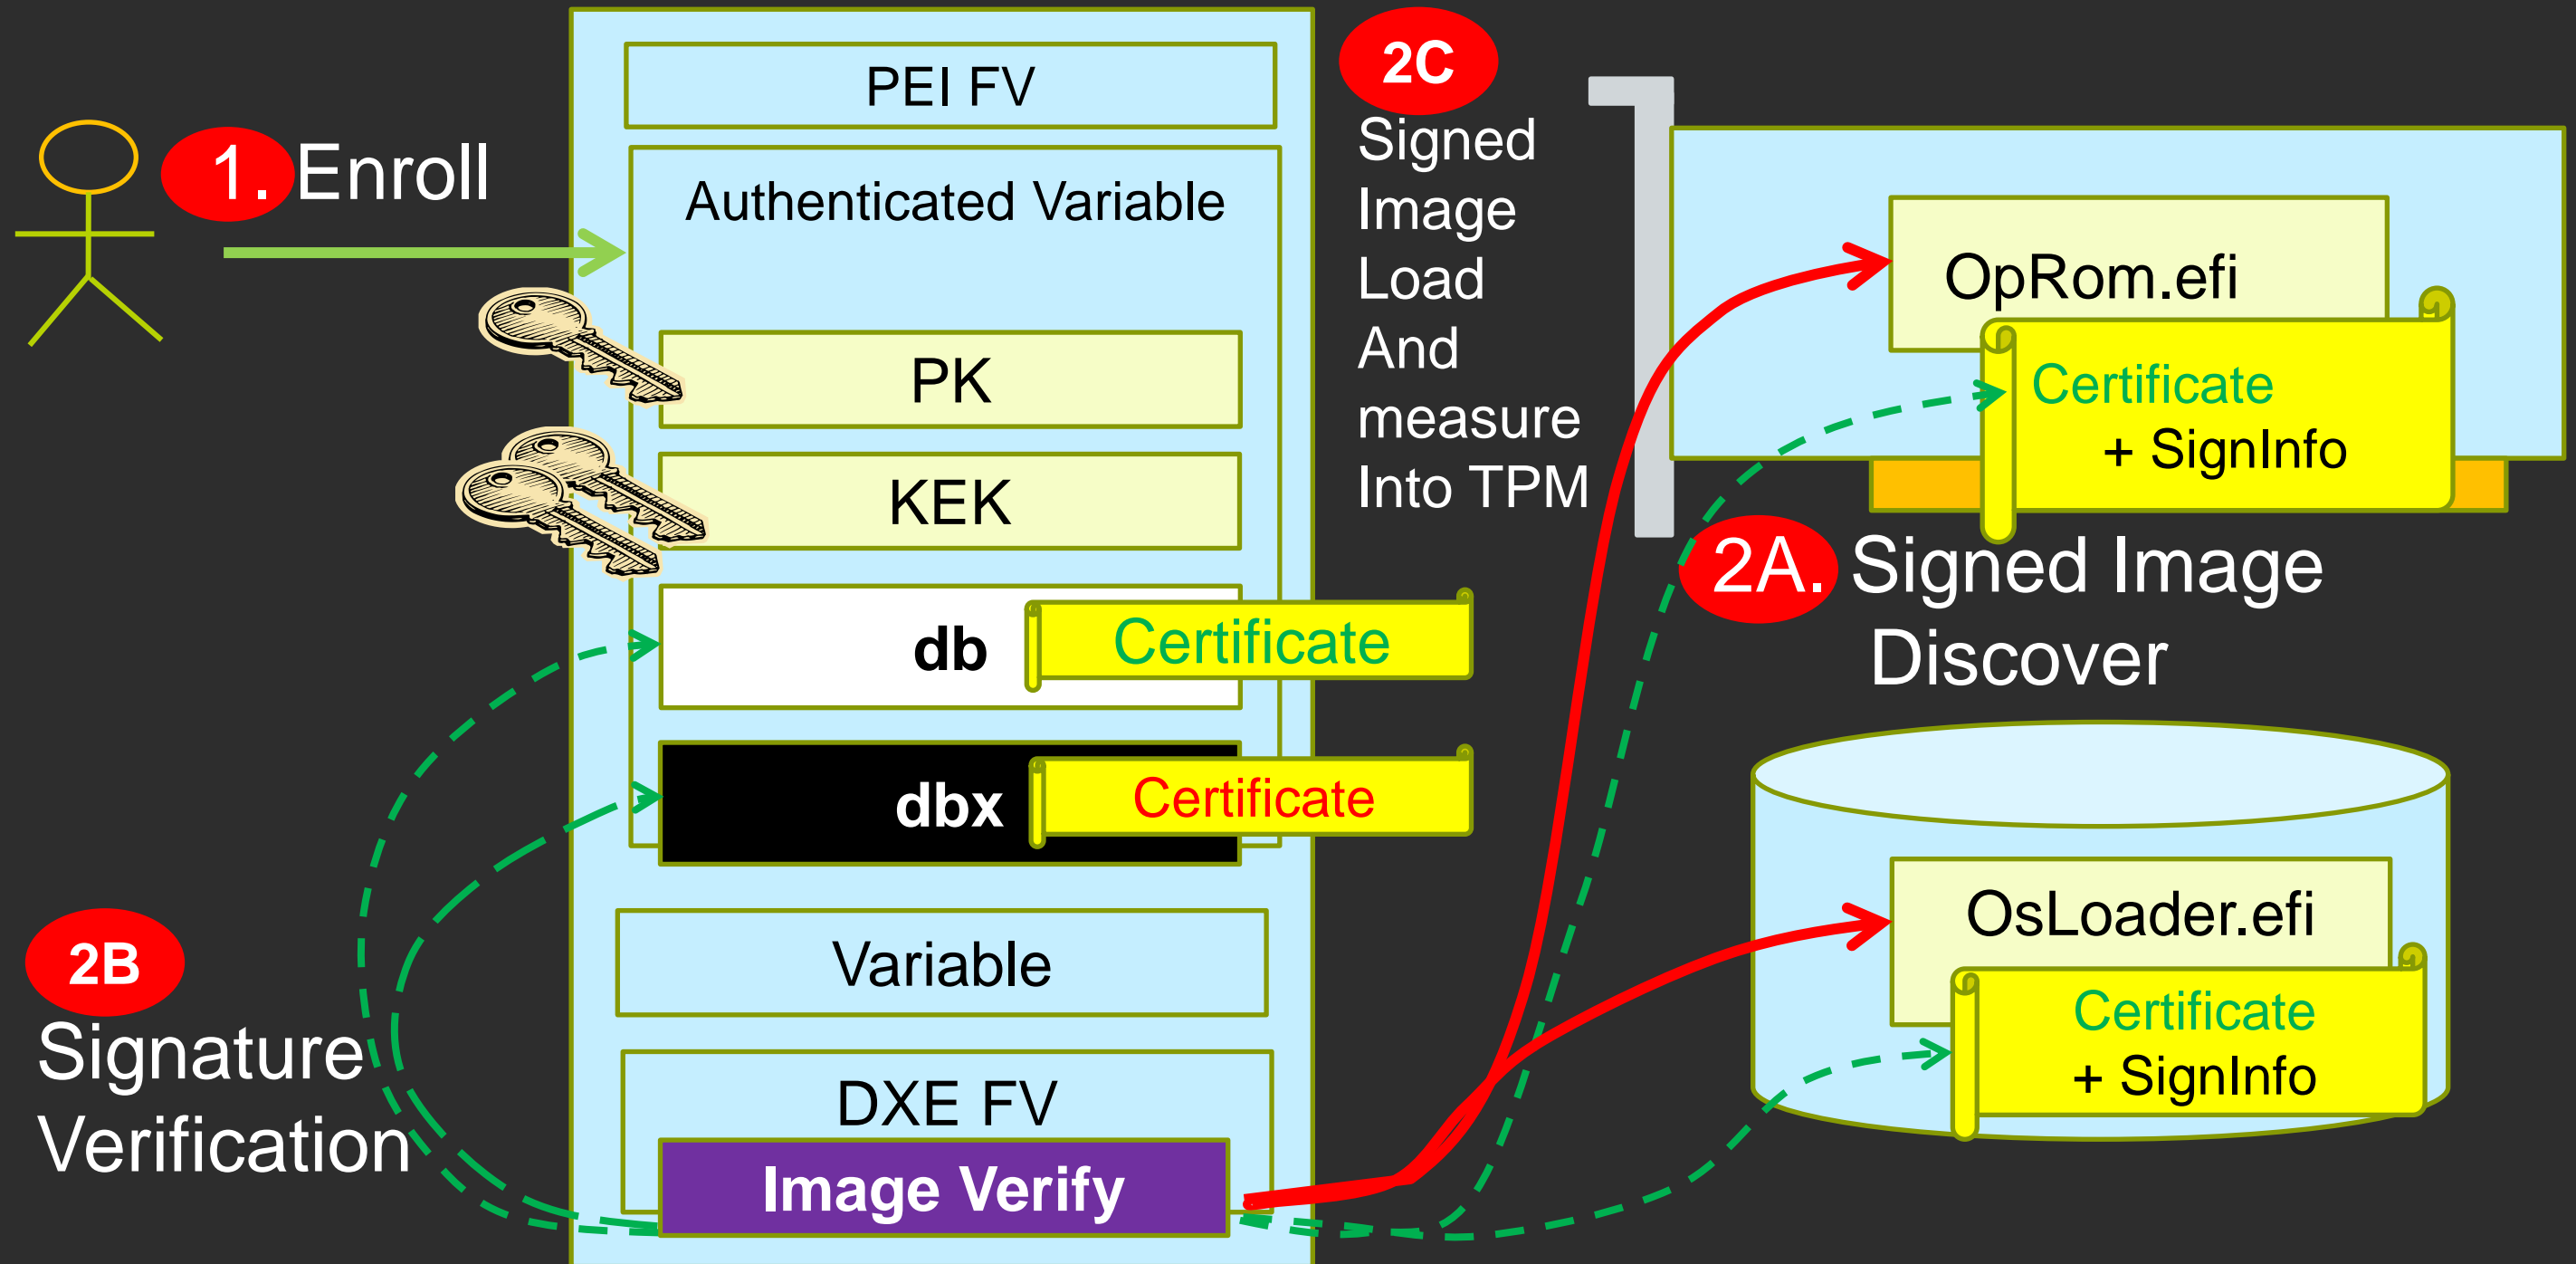 1. Enroll
PEI FV
Authenticated Variable
PK
KEK
db
Certificate
dbx
Certificate
Variable
DXE FV
Image Verify
2B
Signature
Verification
2C
Signed
Image
Load
And
measure
Into TPM
OpRom.efi
Certificate
+ SignInfo
2A. Signed Image
Discover
OsLoader.efi
Certificate
+ SignInfo